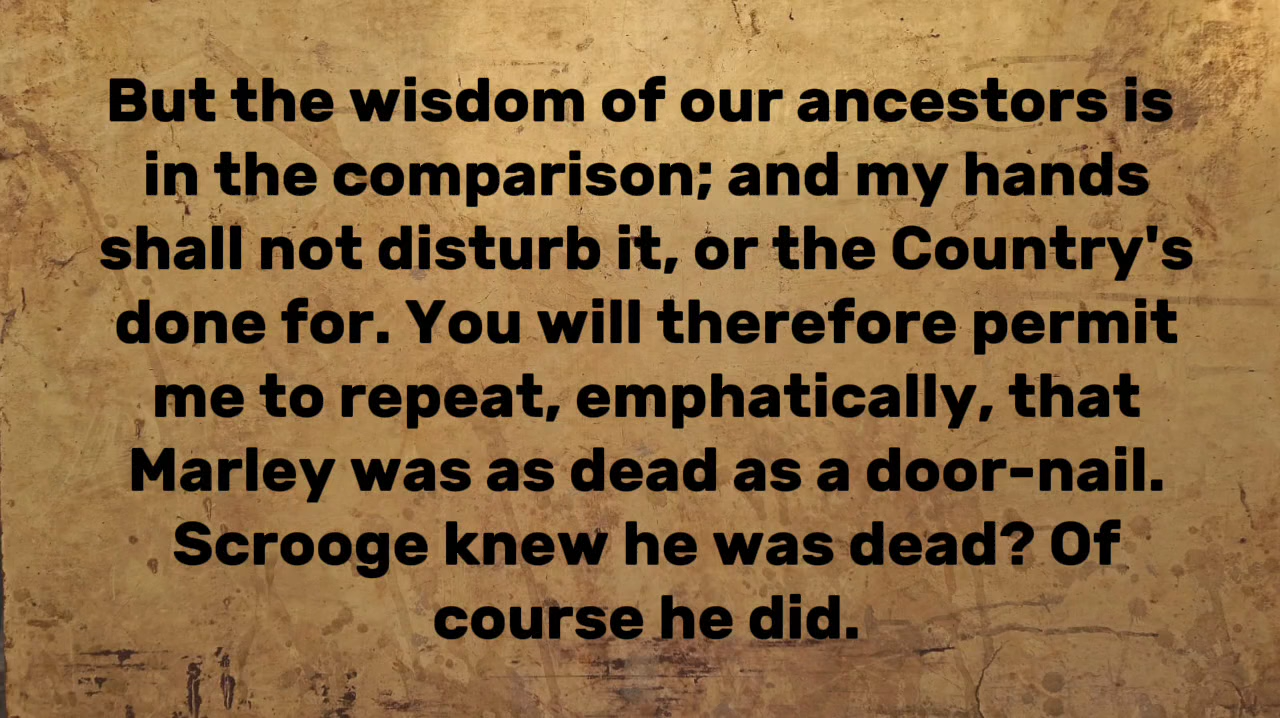 But the wisdom of our ancestors is
in the comparison; and my hands
shall not disturb it, or the Country's
done for. You will therefore permit
me to repeat, emphatically, that
Marley was as dead as a door-nail.
Scrooge knew he was dead? Of
course he did.